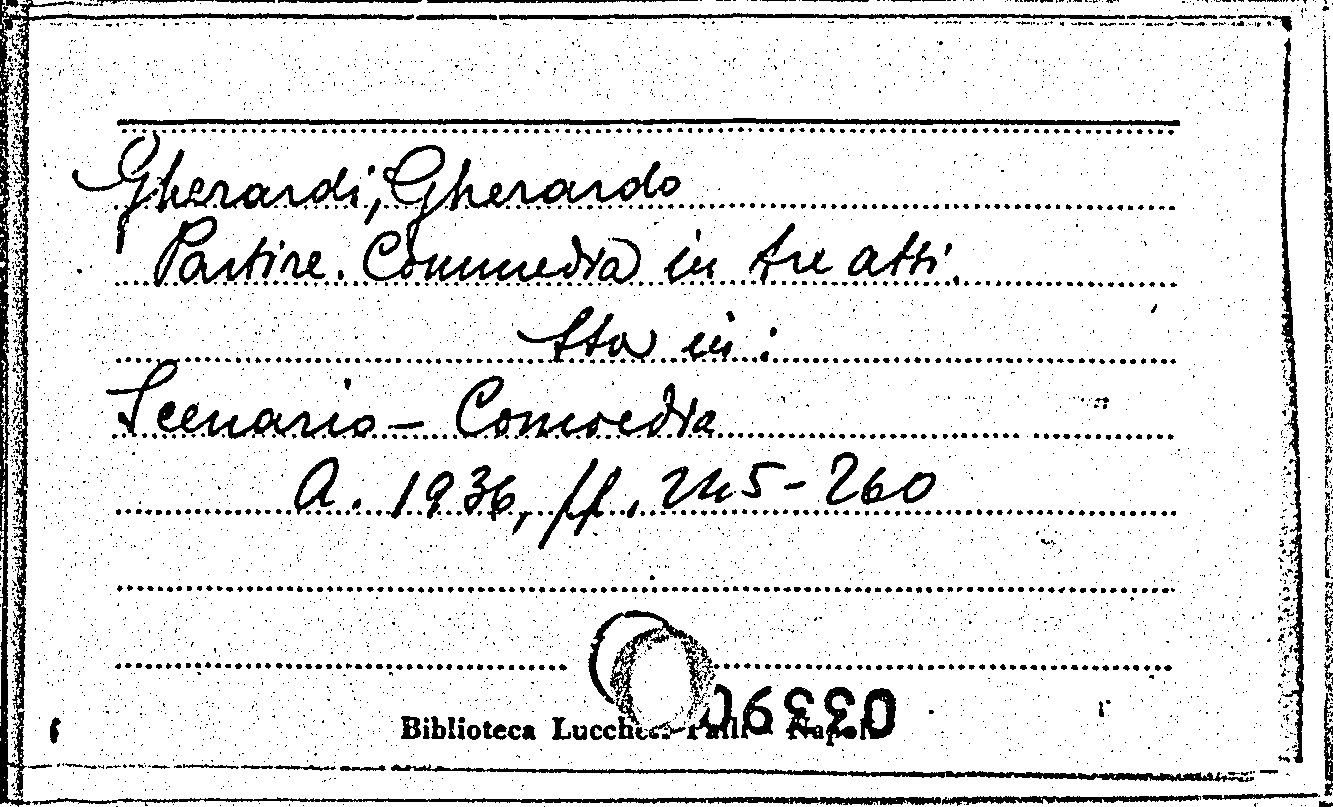 Gherardi, Gherardo
Partire. Commedia in tre atti.
Sta in:
Scenario - Comoedia
A. 1936, pp. 245-260
Biblioteca Lucchesi Palli Napoli